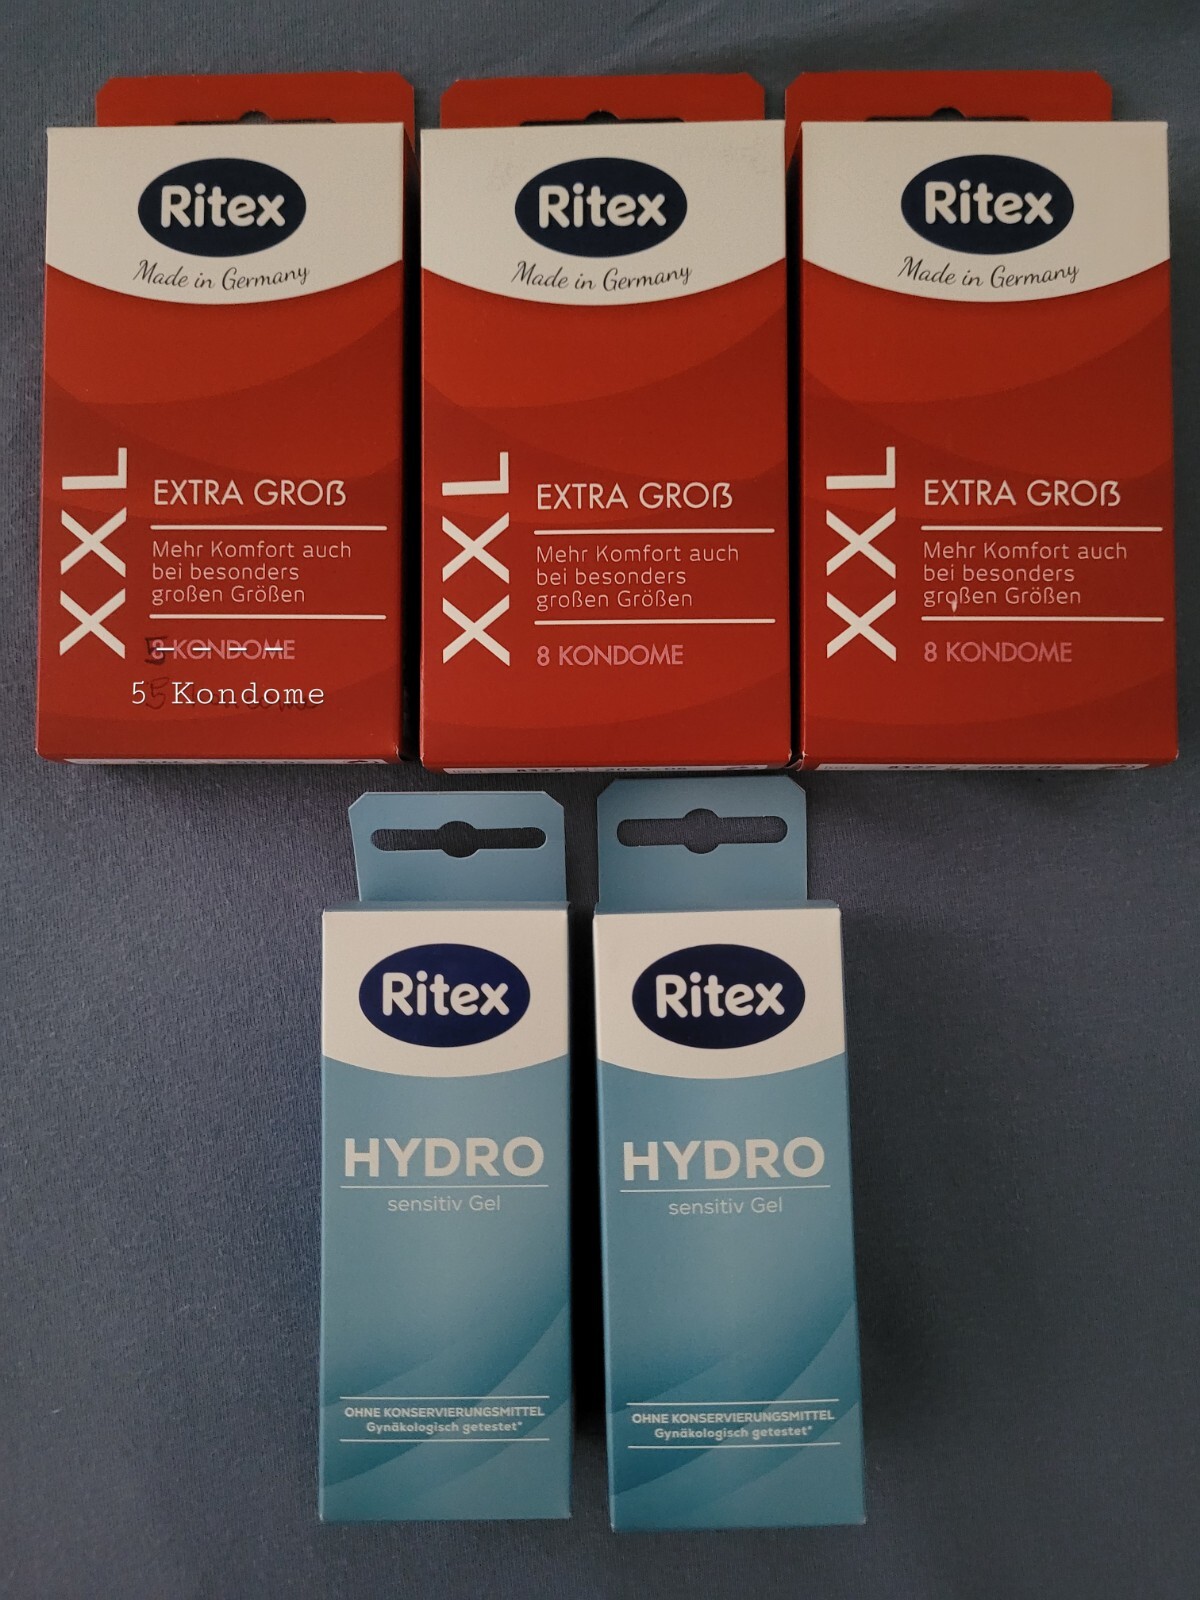 Ritex
Made in Germany
XXL
EXTRA GROß
Mehr Komfort auch
bei besonders
großen Größen
8 KONDOME
5
5 Kondome
5
Ritex
Made in Germany
XXL
EXTRA GROß
Mehr Komfort auch
bei besonders
großen Größen
8 KONDOME
Ritex
Made in Germany
XXL
EXTRA GROß
Mehr Komfort auch
bei besonders
großen Größen
8 KONDOME
Ritex
HYDRO
sensitiv Gel
OHNE KONSERVIERUNGSMITTEL
Gynäkologisch getestet*
Ritex
HYDRO
sensitiv Gel
OHNE KONSERVIERUNGSMITTEL
Gynäkologisch getestet*